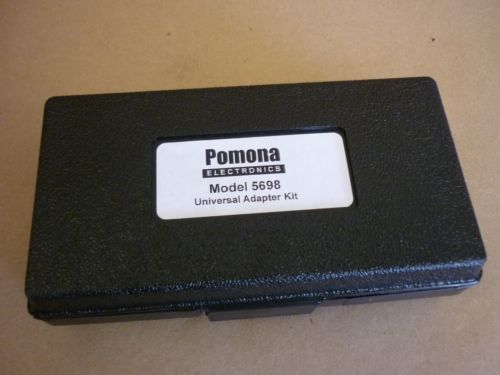 Pomona
ELECTRONICS
Model 5698
Universal Adapter Kit